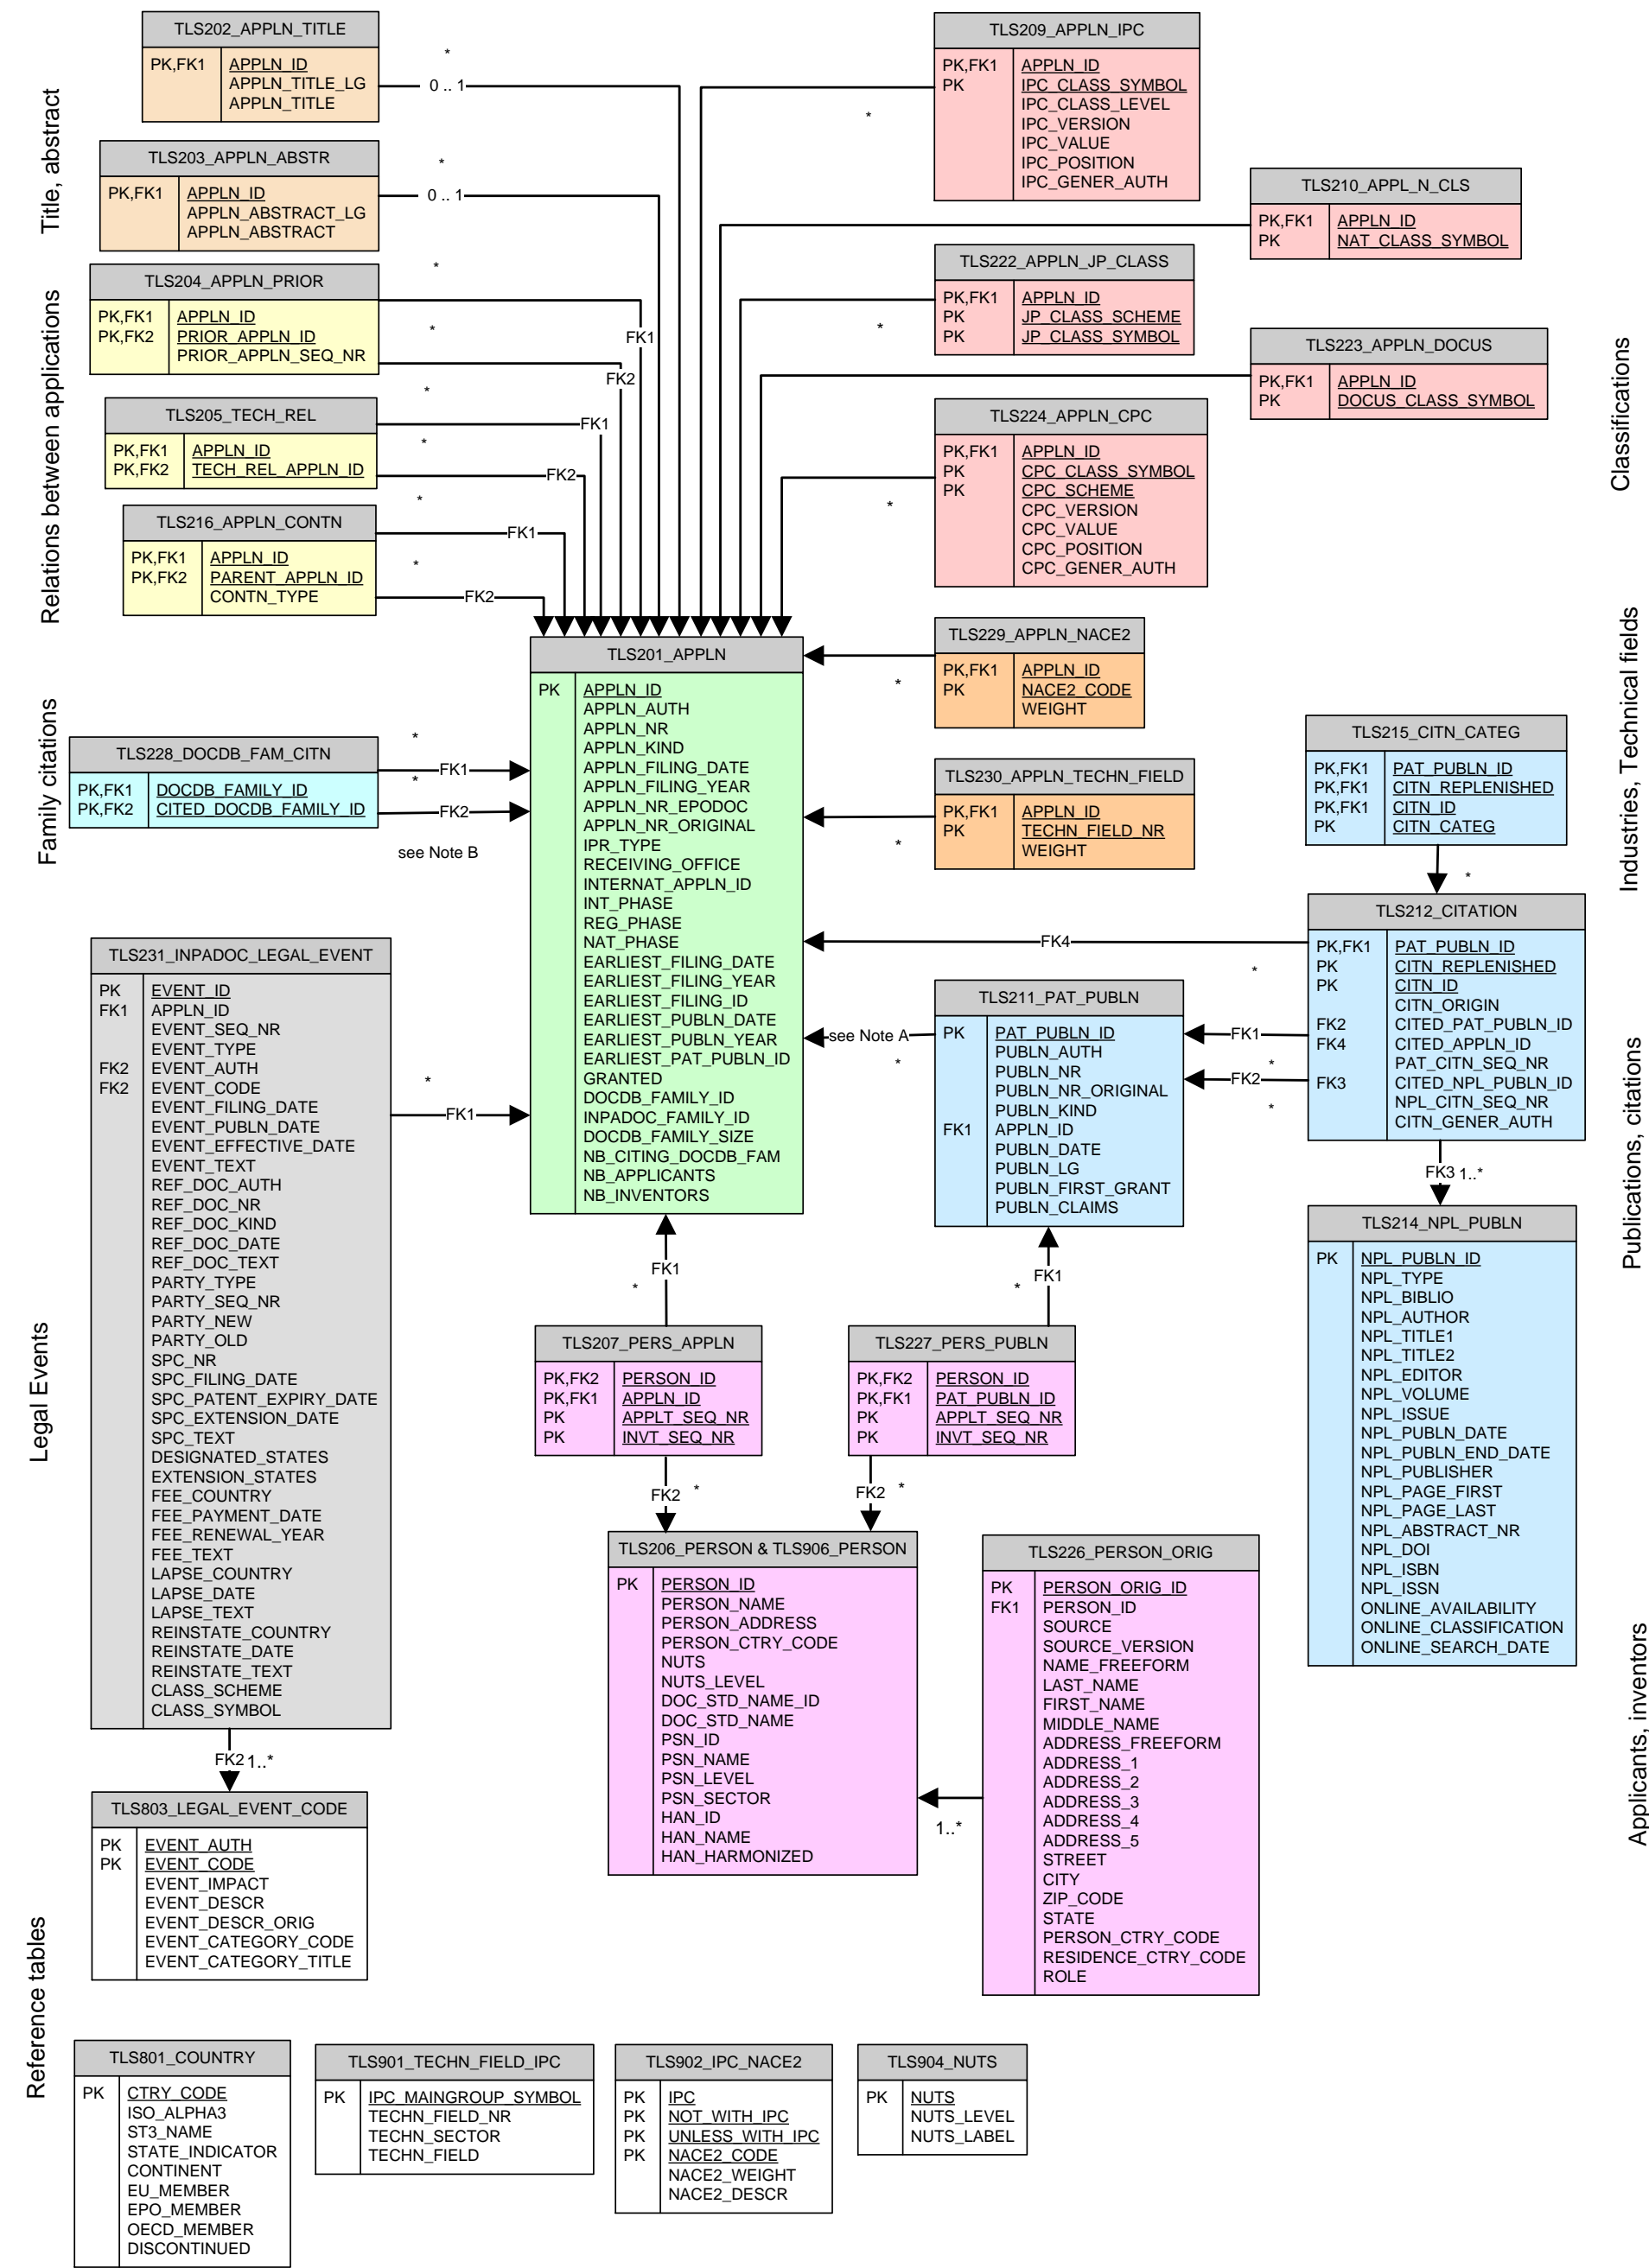 Title, abstract
TLS202_APPLN_TITLE
PK,FK1 APPLN_ID
APPLN_TITLE_LG
APPLN_TITLE
*
0 .. 1
TLS203_APPLN_ABSTR
PK,FK1 APPLN_ID
APPLN_ABSTRACT_LG
APPLN_ABSTRACT
*
0 .. 1
Relations between applications
TLS204_APPLN_PRIOR
PK,FK1 APPLN_ID
PK,FK2 PRIOR_APPLN_ID
PRIOR_APPLN_SEQ_NR
*
FK1
*
FK2
TLS205_TECH_REL
PK,FK1 APPLN_ID
PK,FK2 TECH_REL_APPLN_ID
*
FK1
*
FK2
TLS216_APPLN_CONTN
PK,FK1 APPLN_ID
PK,FK2 PARENT_APPLN_ID
CONTN_TYPE
*
FK1
*
FK2
Classifications
TLS209_APPLN_IPC
PK,FK1 APPLN_ID
PK IPC_CLASS_SYMBOL
IPC_CLASS_LEVEL
IPC_VERSION
IPC_VALUE
IPC_POSITION
IPC_GENER_AUTH
*
TLS210_APPL_N_CLS
PK,FK1 APPLN_ID
PK NAT_CLASS_SYMBOL
TLS222_APPLN_JP_CLASS
PK,FK1 APPLN_ID
PK JP_CLASS_SCHEME
PK JP_CLASS_SYMBOL
*
TLS223_APPLN_DOCUS
PK,FK1 APPLN_ID
PK DOCUS_CLASS_SYMBOL
TLS224_APPLN_CPC
PK,FK1 APPLN_ID
PK CPC_CLASS_SYMBOL
PK CPC_SCHEME
CPC_VERSION
CPC_VALUE
CPC_POSITION
CPC_GENER_AUTH
*
TLS201_APPLN
PK APPLN_ID
APPLN_AUTH
APPLN_NR
APPLN_KIND
APPLN_FILING_DATE
APPLN_FILING_YEAR
APPLN_NR_EPODOC
APPLN_NR_ORIGINAL
IPR_TYPE
RECEIVING_OFFICE
INTERNAT_APPLN_ID
INT_PHASE
REG_PHASE
NAT_PHASE
EARLIEST_FILING_DATE
EARLIEST_FILING_YEAR
EARLIEST_FILING_ID
EARLIEST_PUBLN_DATE
EARLIEST_PUBLN_YEAR
EARLIEST_PAT_PUBLN_ID
GRANTED
DOCDB_FAMILY_ID
INPADOC_FAMILY_ID
DOCDB_FAMILY_SIZE
NB_CITING_DOCDB_FAM
NB_APPLICANTS
NB_INVENTORS
Industries, Technical fields
TLS229_APPLN_NACE2
PK,FK1 APPLN_ID
PK NACE2_CODE
WEIGHT
*
TLS230_APPLN_TECHN_FIELD
PK,FK1 APPLN_ID
PK TECHN_FIELD_NR
WEIGHT
*
Family citations
TLS228_DOCDB_FAM_CITN
PK,FK1 DOCDB_FAMILY_ID
PK,FK2 CITED_DOCDB_FAMILY_ID
*
FK1
*
FK2
see Note B
Publications, citations
TLS215_CITN_CATEG
PK,FK1 PAT_PUBLN_ID
PK,FK1 CITN_REPLENISHED
PK,FK1 CITN_ID
PK CITN_CATEG
*
TLS212_CITATION
PK,FK1 PAT_PUBLN_ID
PK CITN_REPLENISHED
PK CITN_ID
CITN_ORIGIN
FK2 CITED_PAT_PUBLN_ID
FK4 CITED_APPLN_ID
PAT_CITN_SEQ_NR
FK3 CITED_NPL_PUBLN_ID
NPL_CITN_SEQ_NR
CITN_GENER_AUTH
FK4
*
FK1
*
FK2
*
FK3 1..*
TLS211_PAT_PUBLN
PK PAT_PUBLN_ID
PUBLN_AUTH
PUBLN_NR
PUBLN_NR_ORIGINAL
PUBLN_KIND
FK1 APPLN_ID
PUBLN_DATE
PUBLN_LG
PUBLN_FIRST_GRANT
PUBLN_CLAIMS
see Note A
*
TLS214_NPL_PUBLN
PK NPL_PUBLN_ID
NPL_TYPE
NPL_BIBLIO
NPL_AUTHOR
NPL_TITLE1
NPL_TITLE2
NPL_EDITOR
NPL_VOLUME
NPL_ISSUE
NPL_PUBLN_DATE
NPL_PUBLN_END_DATE
NPL_PUBLISHER
NPL_PAGE_FIRST
NPL_PAGE_LAST
NPL_ABSTRACT_NR
NPL_DOI
NPL_ISBN
NPL_ISSN
ONLINE_AVAILABILITY
ONLINE_CLASSIFICATION
ONLINE_SEARCH_DATE
Legal Events
TLS231_INPADOC_LEGAL_EVENT
PK EVENT_ID
FK1 APPLN_ID
EVENT_SEQ_NR
EVENT_TYPE
FK2 EVENT_AUTH
FK2 EVENT_CODE
EVENT_FILING_DATE
EVENT_PUBLN_DATE
EVENT_EFFECTIVE_DATE
EVENT_TEXT
REF_DOC_AUTH
REF_DOC_NR
REF_DOC_KIND
REF_DOC_DATE
REF_DOC_TEXT
PARTY_TYPE
PARTY_SEQ_NR
PARTY_NEW
PARTY_OLD
SPC_NR
SPC_FILING_DATE
SPC_PATENT_EXPIRY_DATE
SPC_EXTENSION_DATE
SPC_TEXT
DESIGNATED_STATES
EXTENSION_STATES
FEE_COUNTRY
FEE_PAYMENT_DATE
FEE_RENEWAL_YEAR
FEE_TEXT
LAPSE_COUNTRY
LAPSE_DATE
LAPSE_TEXT
REINSTATE_COUNTRY
REINSTATE_DATE
REINSTATE_TEXT
CLASS_SCHEME
CLASS_SYMBOL
*
FK1
FK2 1..*
Applicants, inventors
FK1
*
TLS207_PERS_APPLN
PK,FK2 PERSON_ID
PK,FK1 APPLN_ID
PK APPLT_SEQ_NR
PK INVT_SEQ_NR
FK2 *
FK1
*
TLS227_PERS_PUBLN
PK,FK2 PERSON_ID
PK,FK1 PAT_PUBLN_ID
PK APPLT_SEQ_NR
PK INVT_SEQ_NR
FK2 *
TLS206_PERSON & TLS906_PERSON
PK PERSON_ID
PERSON_NAME
PERSON_ADDRESS
PERSON_CTRY_CODE
NUTS
NUTS_LEVEL
DOC_STD_NAME_ID
DOC_STD_NAME
PSN_ID
PSN_NAME
PSN_LEVEL
PSN_SECTOR
HAN_ID
HAN_NAME
HAN_HARMONIZED
1..*
TLS226_PERSON_ORIG
PK PERSON_ORIG_ID
FK1 PERSON_ID
SOURCE
SOURCE_VERSION
NAME_FREEFORM
LAST_NAME
FIRST_NAME
MIDDLE_NAME
ADDRESS_FREEFORM
ADDRESS_1
ADDRESS_2
ADDRESS_3
ADDRESS_4
ADDRESS_5
STREET
CITY
ZIP_CODE
STATE
PERSON_CTRY_CODE
RESIDENCE_CTRY_CODE
ROLE
Reference tables
TLS803_LEGAL_EVENT_CODE
PK EVENT_AUTH
PK EVENT_CODE
EVENT_IMPACT
EVENT_DESCR
EVENT_DESCR_ORIG
EVENT_CATEGORY_CODE
EVENT_CATEGORY_TITLE
TLS801_COUNTRY
PK CTRY_CODE
ISO_ALPHA3
ST3_NAME
STATE_INDICATOR
CONTINENT
EU_MEMBER
EPO_MEMBER
OECD_MEMBER
DISCONTINUED
TLS901_TECHN_FIELD_IPC
PK IPC_MAINGROUP_SYMBOL
TECHN_FIELD_NR
TECHN_SECTOR
TECHN_FIELD
TLS902_IPC_NACE2
PK IPC
PK NOT_WITH_IPC
PK UNLESS_WITH_IPC
PK NACE2_CODE
NACE2_WEIGHT
NACE2_DESCR
TLS904_NUTS
PK NUTS
NUTS_LEVEL
NUTS_LABEL